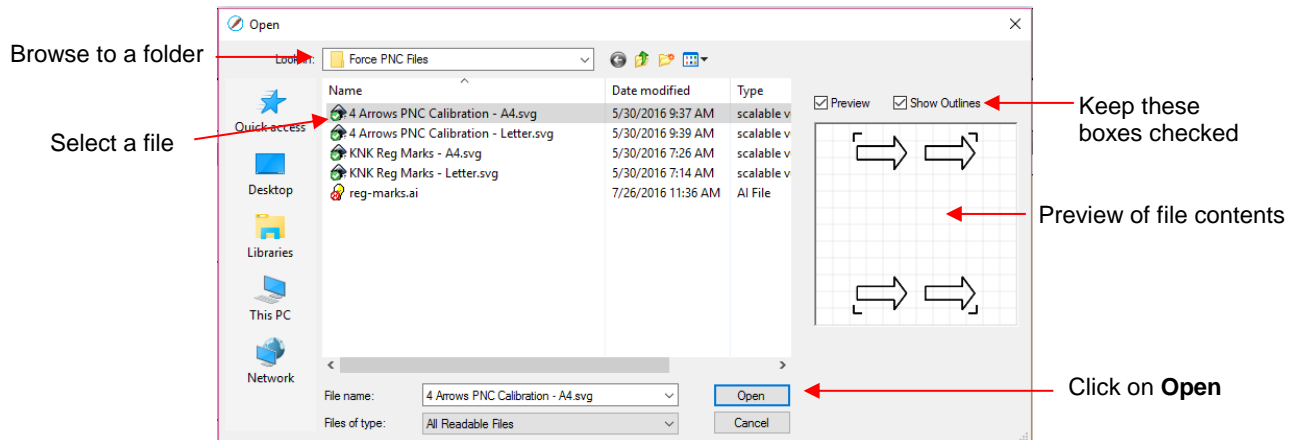 Open
Browse to a folder
Look in:
Force PNC Files
Name
Date modified
Type
Preview
Show Outlines
Keep these
boxes checked
Quick access
Select a file
4 Arrows PNC Calibration - A4.svg
5/30/2016 9:37 AM
scalable v
4 Arrows PNC Calibration - Letter.svg
5/30/2016 9:39 AM
scalable v
KNK Reg Marks - A4.svg
5/30/2016 7:26 AM
scalable v
KNK Reg Marks - Letter.svg
5/30/2016 7:14 AM
scalable v
reg-marks.ai
7/26/2016 11:36 AM
AI File
Desktop
Preview of file contents
Libraries
This PC
Network
File name:
4 Arrows PNC Calibration - A4.svg
Open
Click on Open
Files of type:
All Readable Files
Cancel